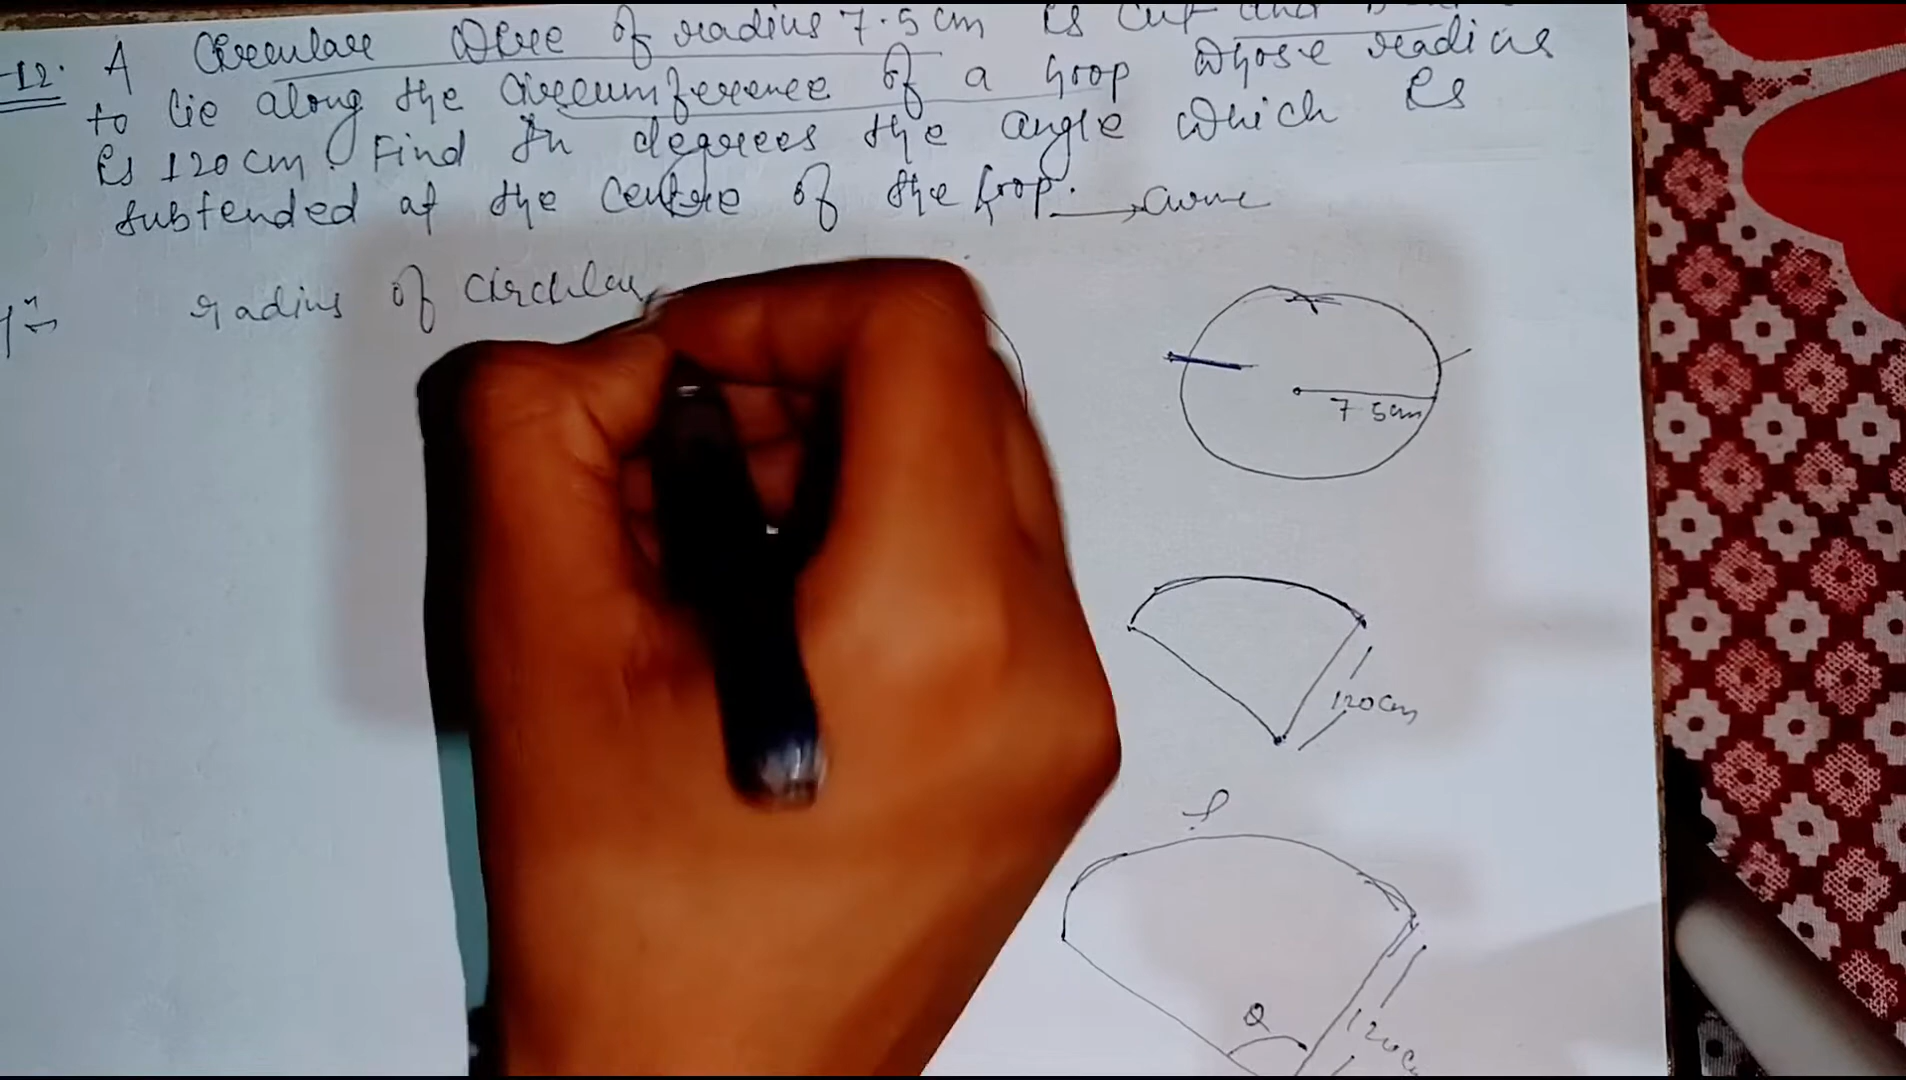 12. A Circular wire of radius 7.5 cm is cut and
to lie along the circumference of a hoop whose radius
is 120 cm. Find in degrees the angle which is
subtended at the centre of the hoop.
radius of circular
7.5cm
120cm
l
θ